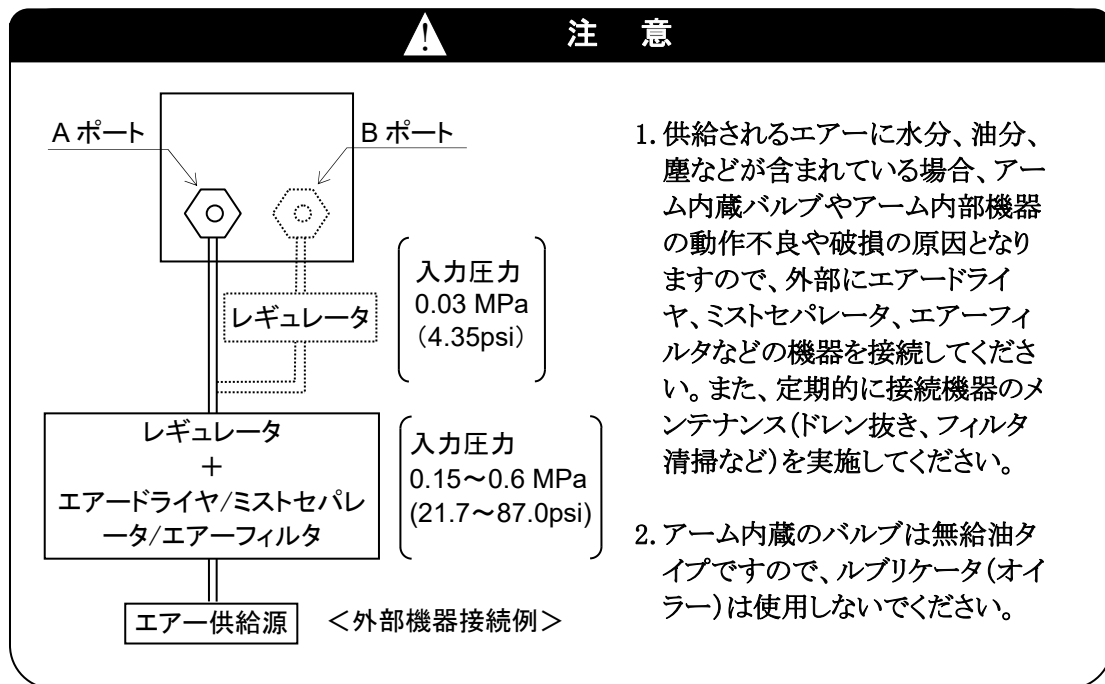 注 意
A ポート
B ポート
レギュレータ
入力圧力
0.03 MPa
(4.35psi)
レギュレータ
+
エアードライヤ/ミストセパレ
ータ/エアーフィルタ
入力圧力
0.15~0.6 MPa
(21.7~87.0psi)
エアー供給源
<外部機器接続例>
1. 供給されるエアーに水分、油分、
塵などが含まれている場合、アー
ム内蔵バルブやアーム内部機器
の動作不良や破損の原因となり
ますので、外部にエアードライ
ヤ、ミストセパレータ、エアーフィ
ルタなどの機器を接続してくださ
い。また、定期的に接続機器のメ
ンテナンス(ドレン抜き、フィルタ
清掃など)を実施してください。
2. アーム内蔵のバルブは無給油タ
イプですので、ルブリケータ(オイ
ラー)は使用しないでください。